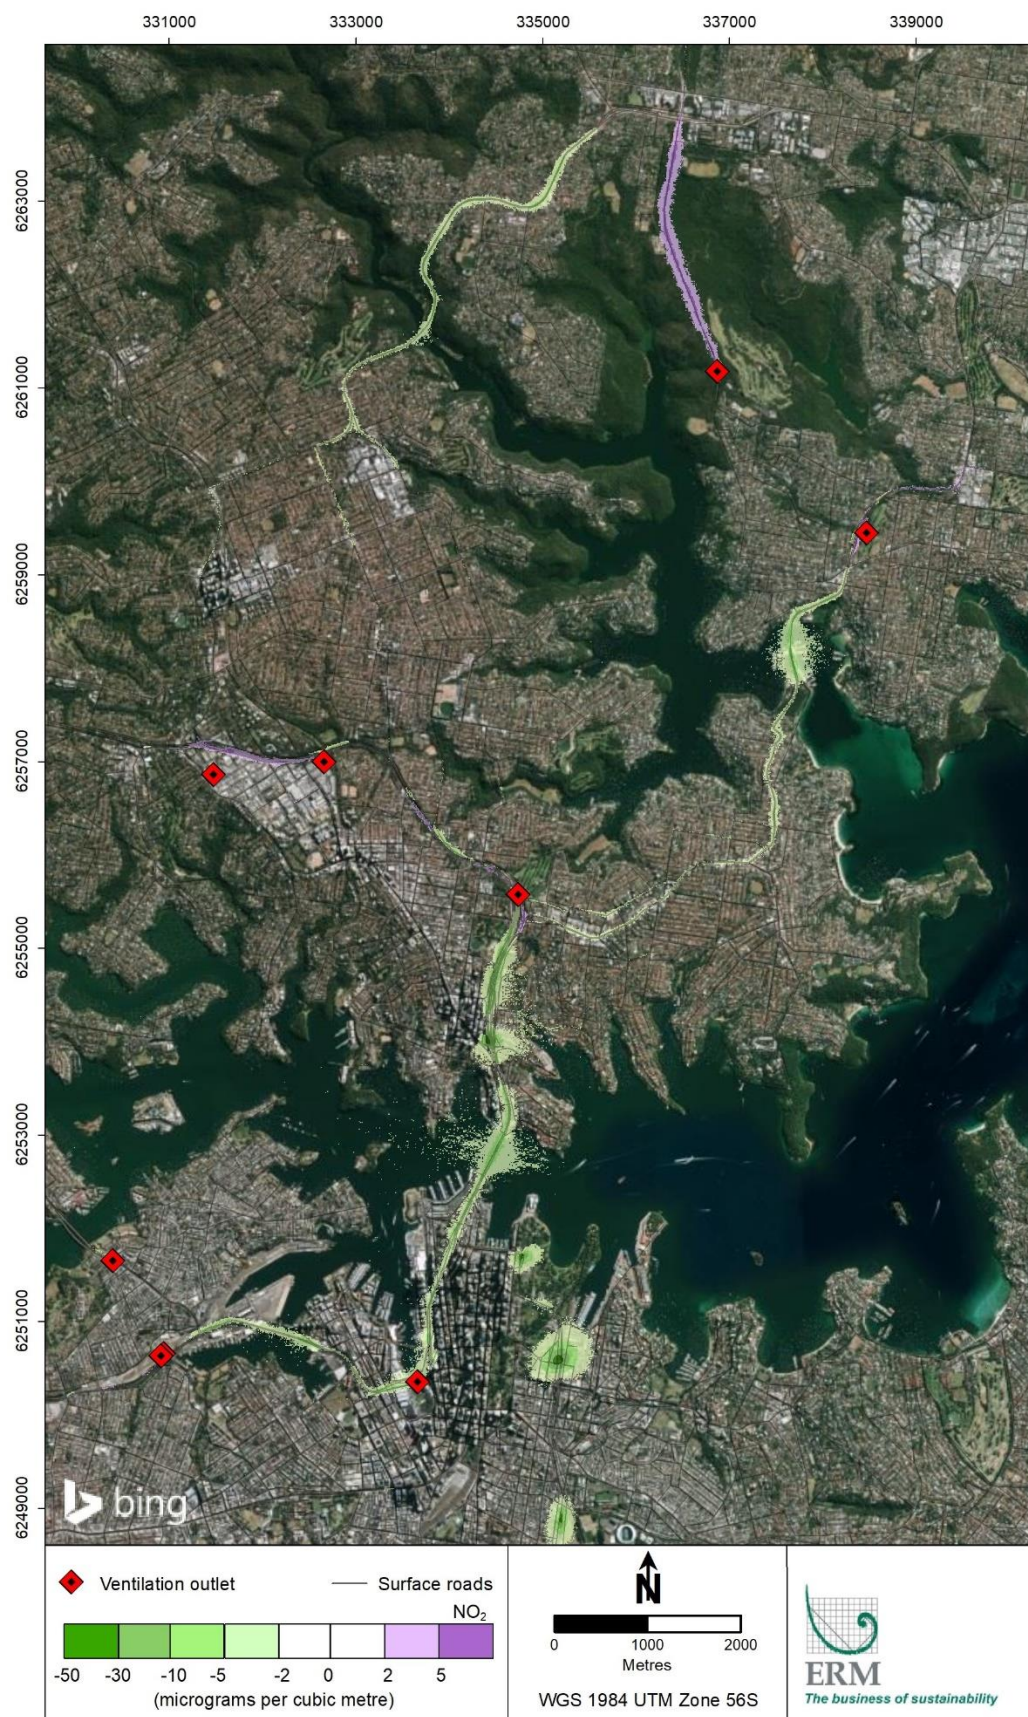 331000 333000 335000 337000 339000
6263000
6261000
6259000
6257000
6255000
6253000
6251000
6249000
bing
Ventilation outlet
Surface roads
NO₂
-50 -30 -10 -5 -2 0 2 5
(micrograms per cubic metre)
N
0 1000 2000
Metres
WGS 1984 UTM Zone 56S
ERM
The business of sustainability